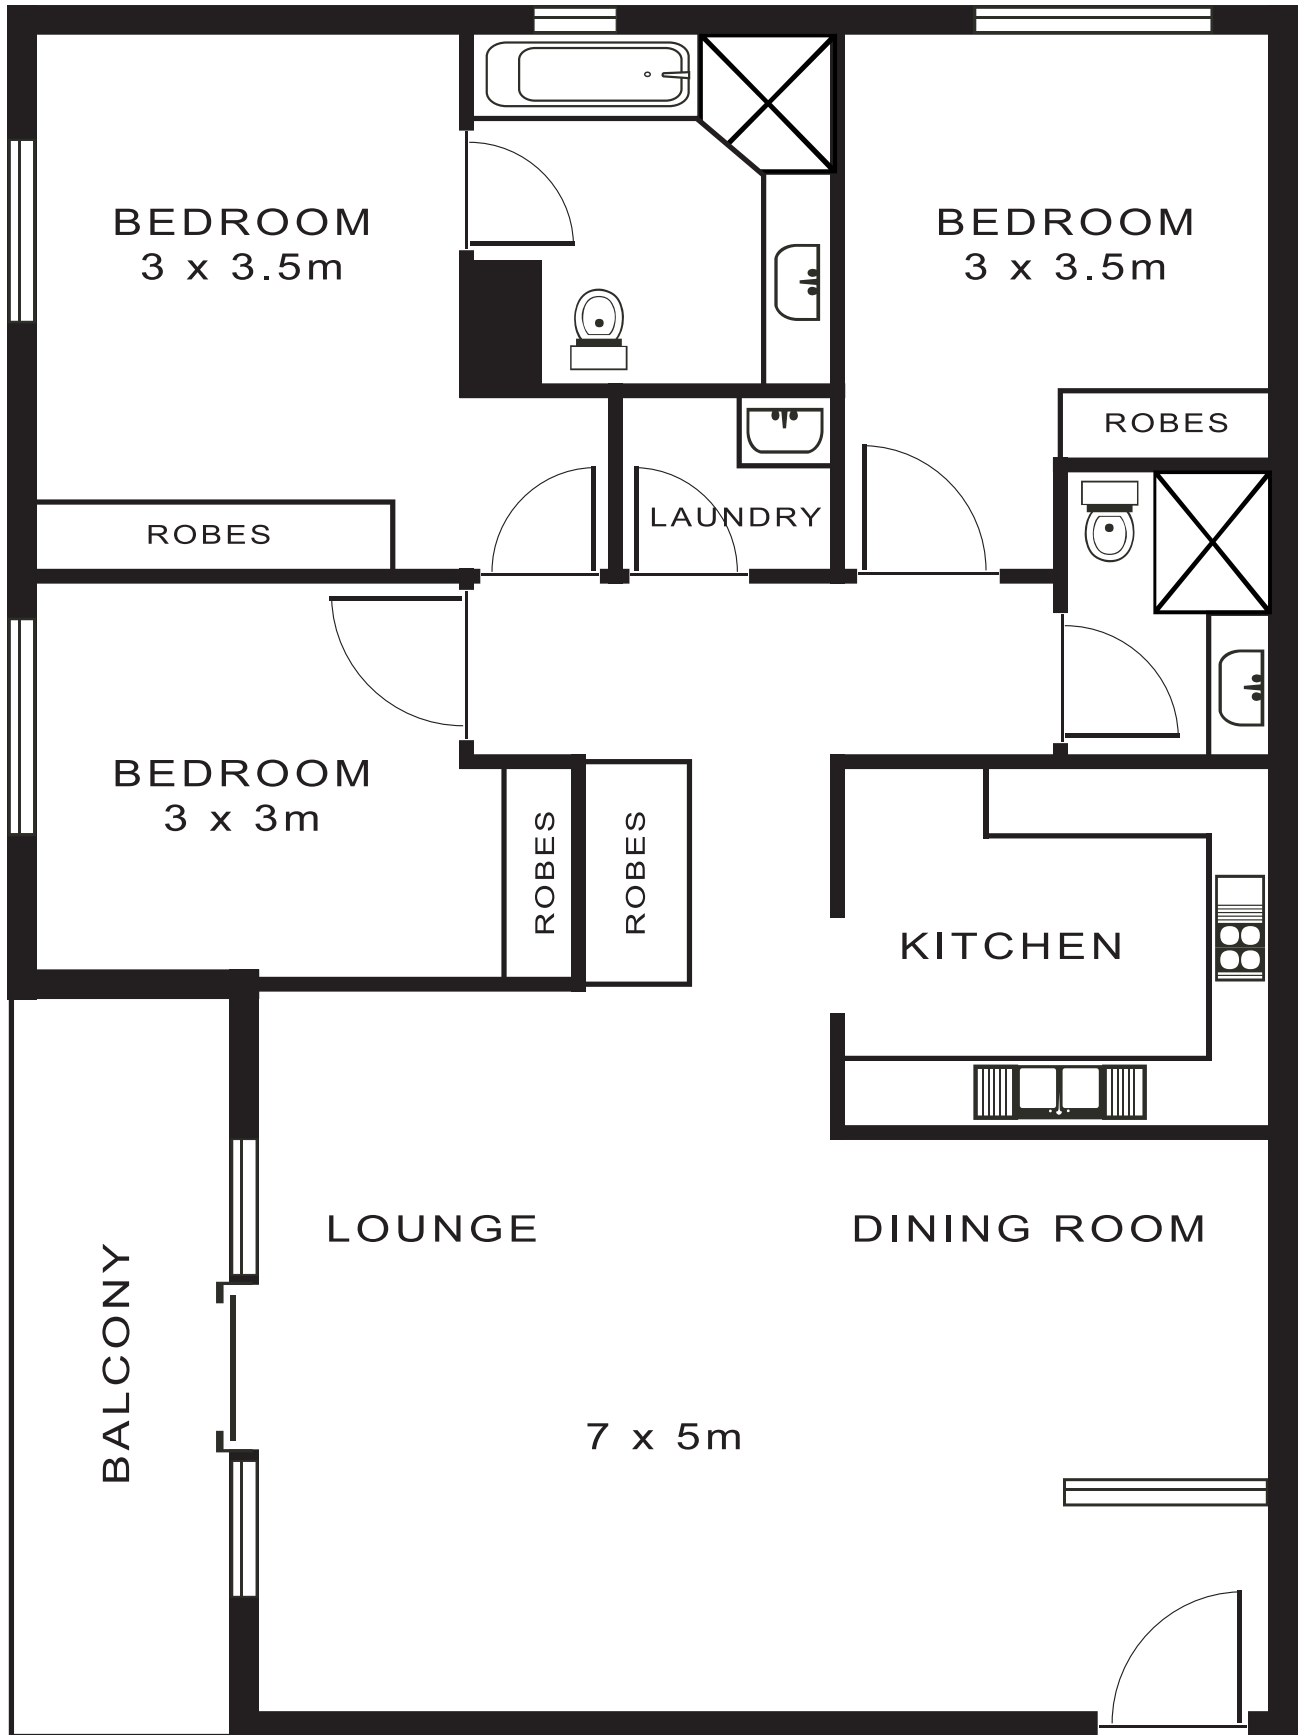 BEDROOM
3 x 3.5m
BEDROOM
3 x 3.5m
ROBES
ROBES
LAUNDRY
BEDROOM
3 x 3m
ROBES
ROBES
KITCHEN
LOUNGE
DINING ROOM
BALCONY
7 x 5m